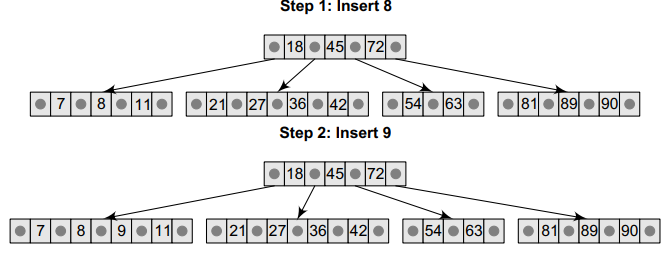 Step 1: Insert 8
18 45 72
7 8 11 21 27 36 42 54 63 81 89 90
Step 2: Insert 9
18 45 72
7 8 9 11 21 27 36 42 54 63 81 89 90